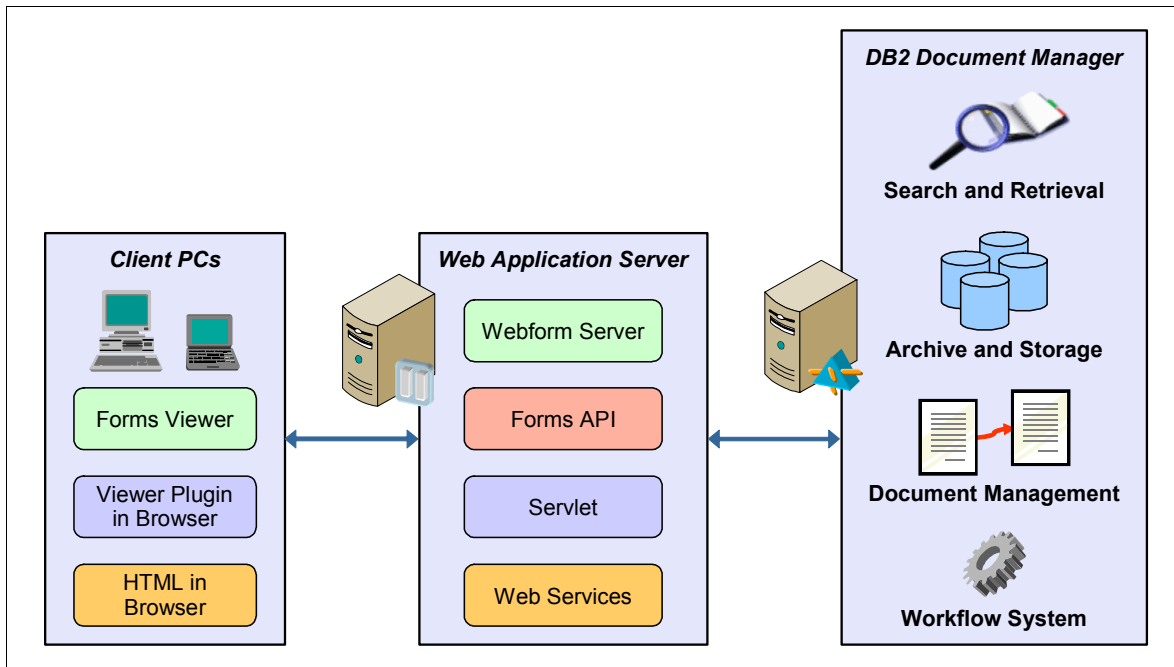 Client PCs
Forms Viewer
Viewer Plugin
in Browser
HTML in
Browser
Web Application Server
Webform Server
Forms API
Servlet
Web Services
DB2 Document Manager
Search and Retrieval
Archive and Storage
Document Management
Workflow System